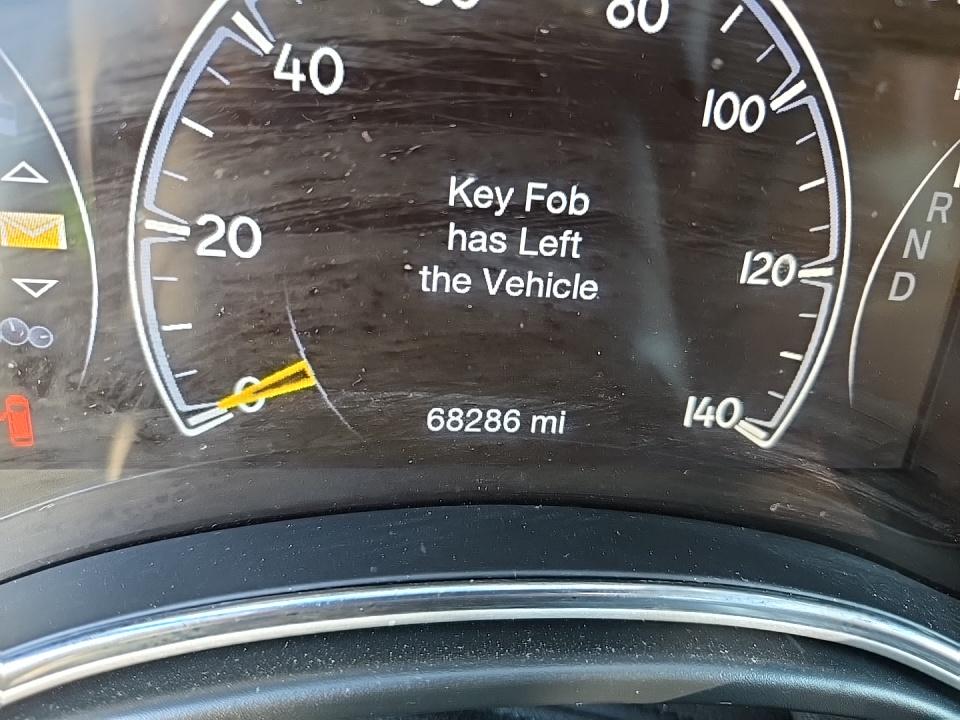 80
40
100
20
Key Fob
has Left
the Vehicle
120
R
N
D
0
68286 mi
140